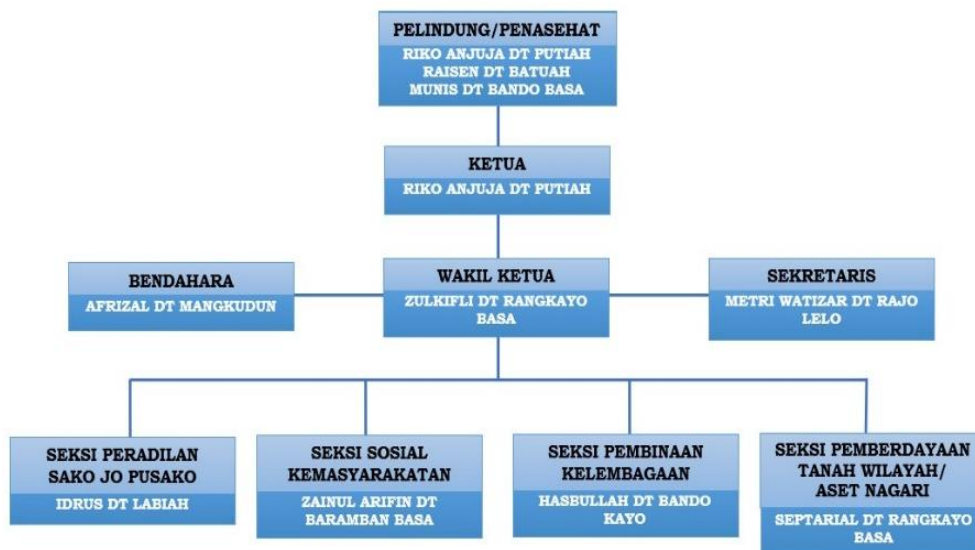 PELINDUNG/PENASEHAT
RIKO ANJUJA DT PUTIAH
RAISEN DT BATUAH
MUNIS DT BANDO BASA
KETUA
RIKO ANJUJA DT PUTIAH
BENDAHARA
AFRIZAL DT MANGKUDUN
WAKIL KETUA
ZULKIFLI DT RANGKAYO
BASA
SEKRETARIS
METRI WATIZAR DT RAJO
LELO
SEKSI PERADILAN
SAKO JO PUSAKO
IDRUS DT LABIAH
SEKSI SOSIAL
KEMASYARAKATAN
ZAINUL ARIFIN DT
BARAMBAN BASA
SEKSI PEMBINAAN
KELEMBAGAAN
HASBULLAH DT BANDO
KAYO
SEKSI PEMBERDAYAAN
TANAH WILAYAH/
ASET NAGARI
SEPTARIAL DT RANGKAYO
BASA